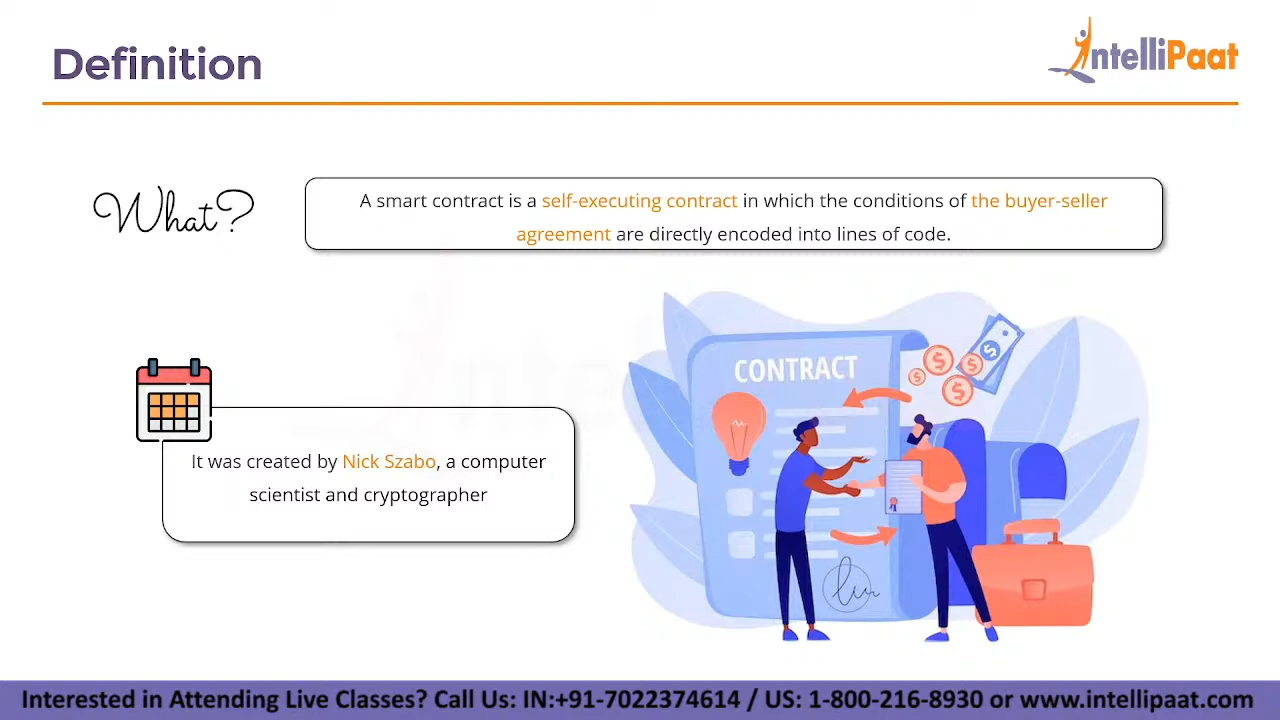 Definition
IntelliPaat
What?
A smart contract is a self-executing contract in which the conditions of the buyer-seller
agreement are directly encoded into lines of code.
CONTRACT
It was created by Nick Szabo, a computer
scientist and cryptographer
Interested in Attending Live Classes? Call Us: IN:+91-7022374614 / US: 1-800-216-8930 or www.intellipaat.com